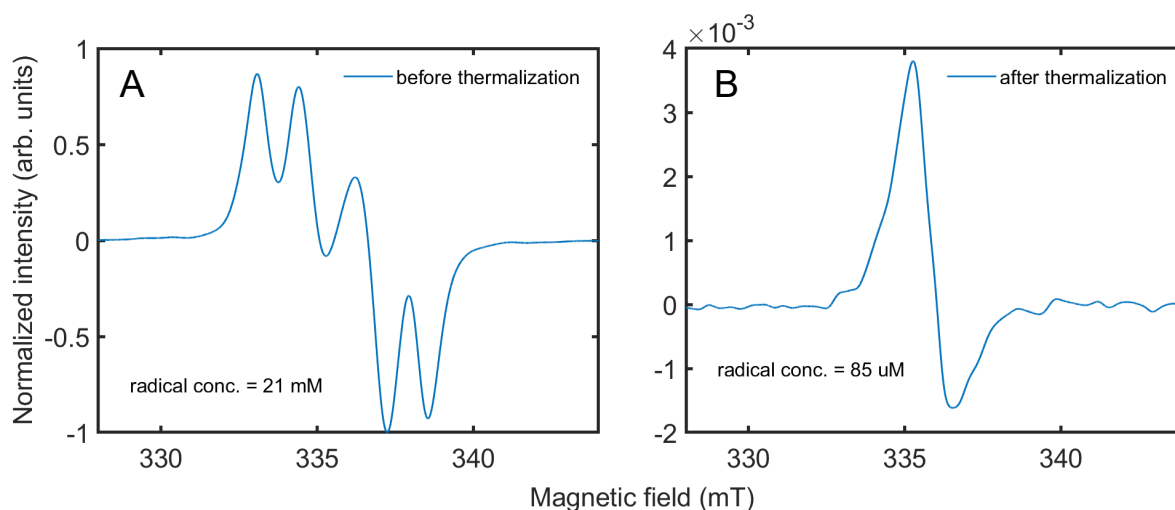 A
before thermalization
radical conc. = 21 mM
1
0.5
0
-0.5
-1
330
335
340
Normalized intensity (arb. units)
×10⁻³
B
after thermalization
radical conc. = 85 uM
4
3
2
1
0
-1
-2
330
335
340
Magnetic field (mT)